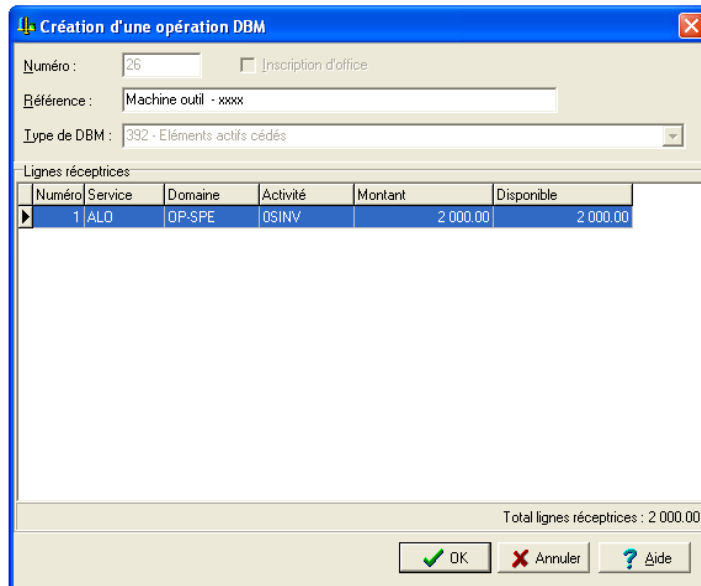 Création d'une opération DBM
Numéro : 26 Inscription d'office
Référence : Machine outil - xxxx
Type de DBM : 392 - Eléments actifs cédés
Lignes réceptrices
Numéro Service Domaine Activité Montant Disponible
1 ALO OP-SPE 0SINV 2 000.00 2 000.00
Total lignes réceptrices : 2 000.00
OK Annuler ? Aide